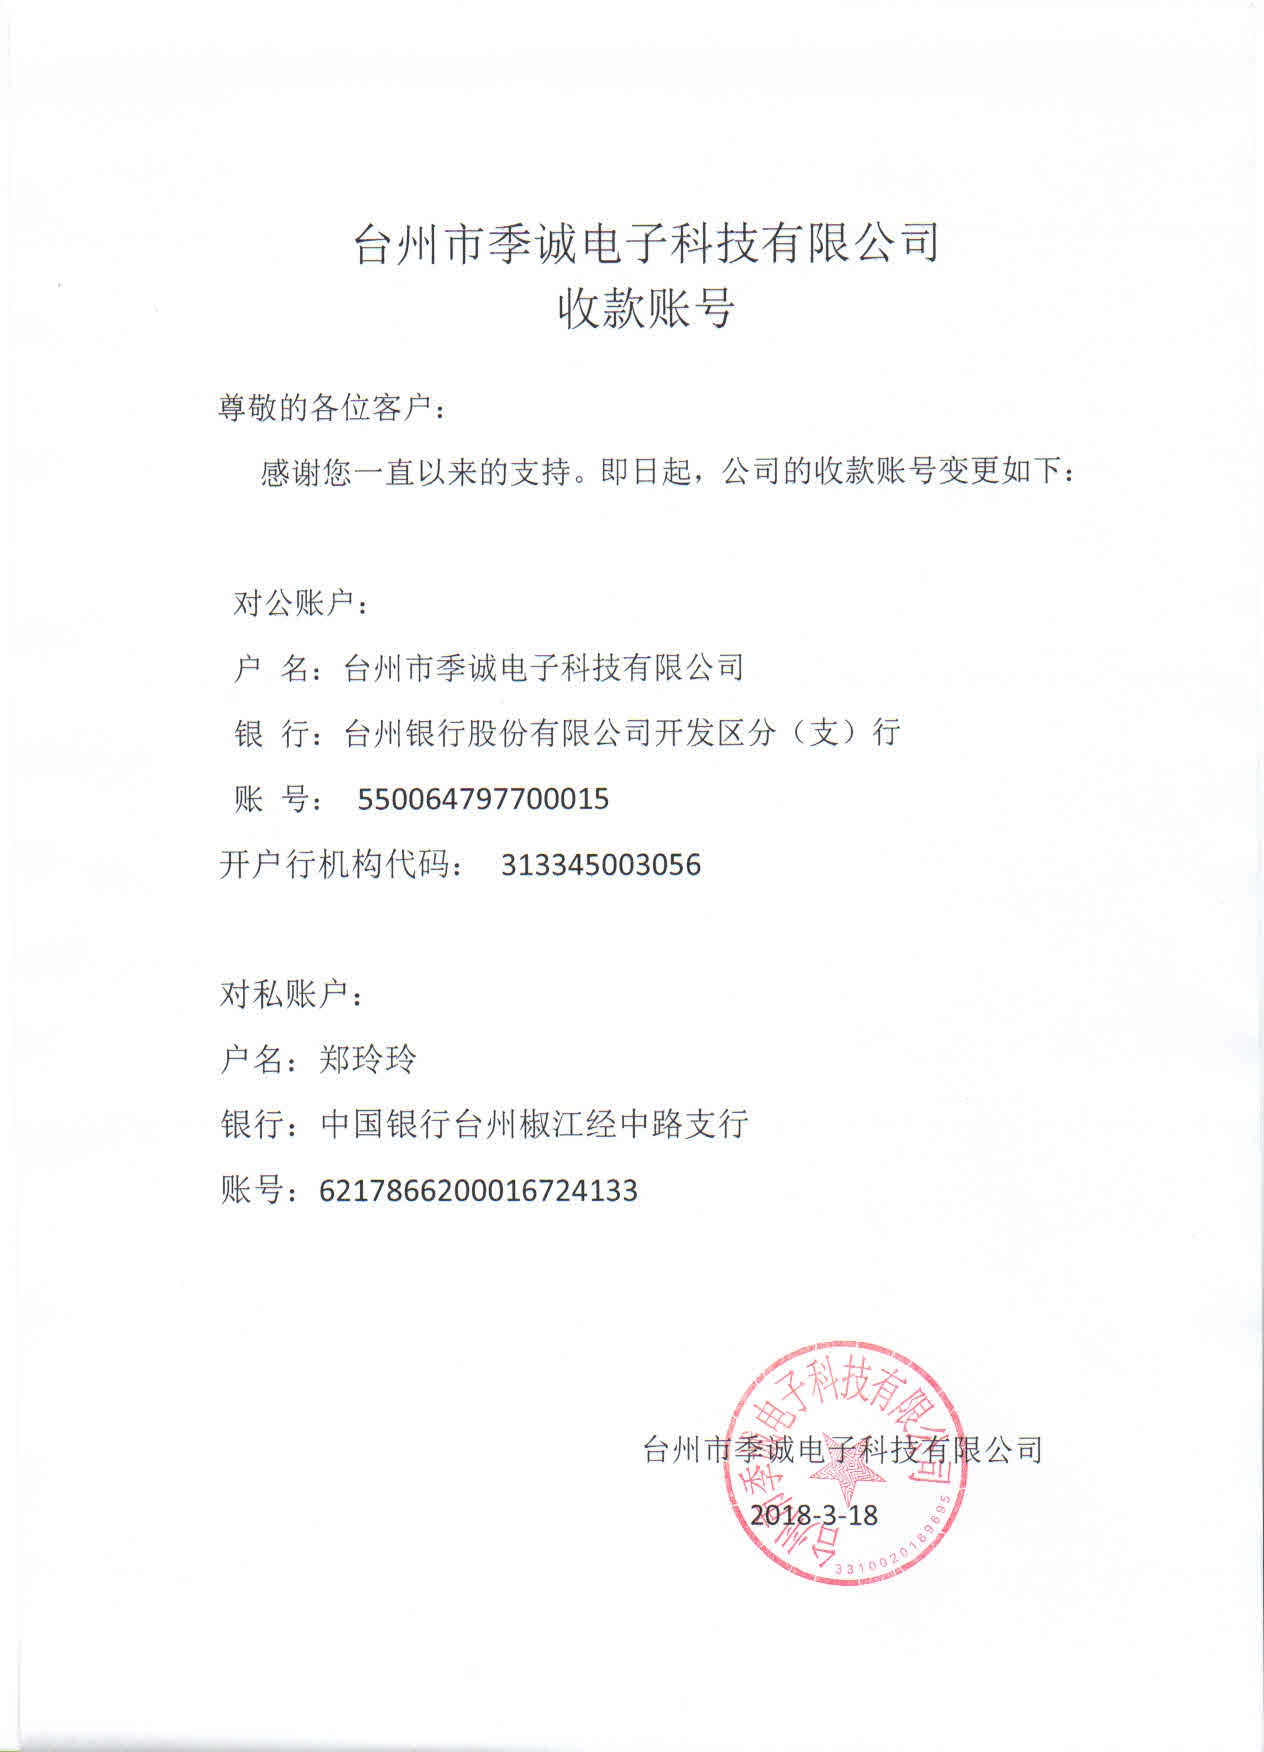 台州市季诚电子科技有限公司
收款账号
尊敬的各位客户：
感谢您一直以来的支持。即日起，公司的收款账号变更如下：
对公账户：
户 名：台州市季诚电子科技有限公司
银 行：台州银行股份有限公司开发区分（支）行
账 号： 550064797700015
开户行机构代码： 313345003056
对私账户：
户名：郑玲玲
银行：中国银行台州椒江经中路支行
账号：6217866200016724133
台州市季诚电子科技有限公司
2018-3-18
台州市季诚电子科技有限公司
3310020189695